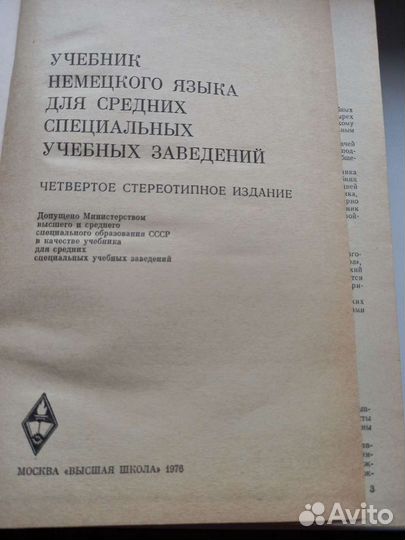 УЧЕБНИК
НЕМЕЦКОГО ЯЗЫКА
ДЛЯ СРЕДНИХ
СПЕЦИАЛЬНЫХ
УЧЕБНЫХ ЗАВЕДЕНИЙ
ЧЕТВЕРТОЕ СТЕРЕОТИПНОЕ ИЗДАНИЕ
Допущено Министерством
высшего и среднего
специального образования СССР
в качестве учебника
для средних
специальных учебных заведений
МОСКВА «ВЫСШАЯ ШКОЛА» 1976
3
Avito